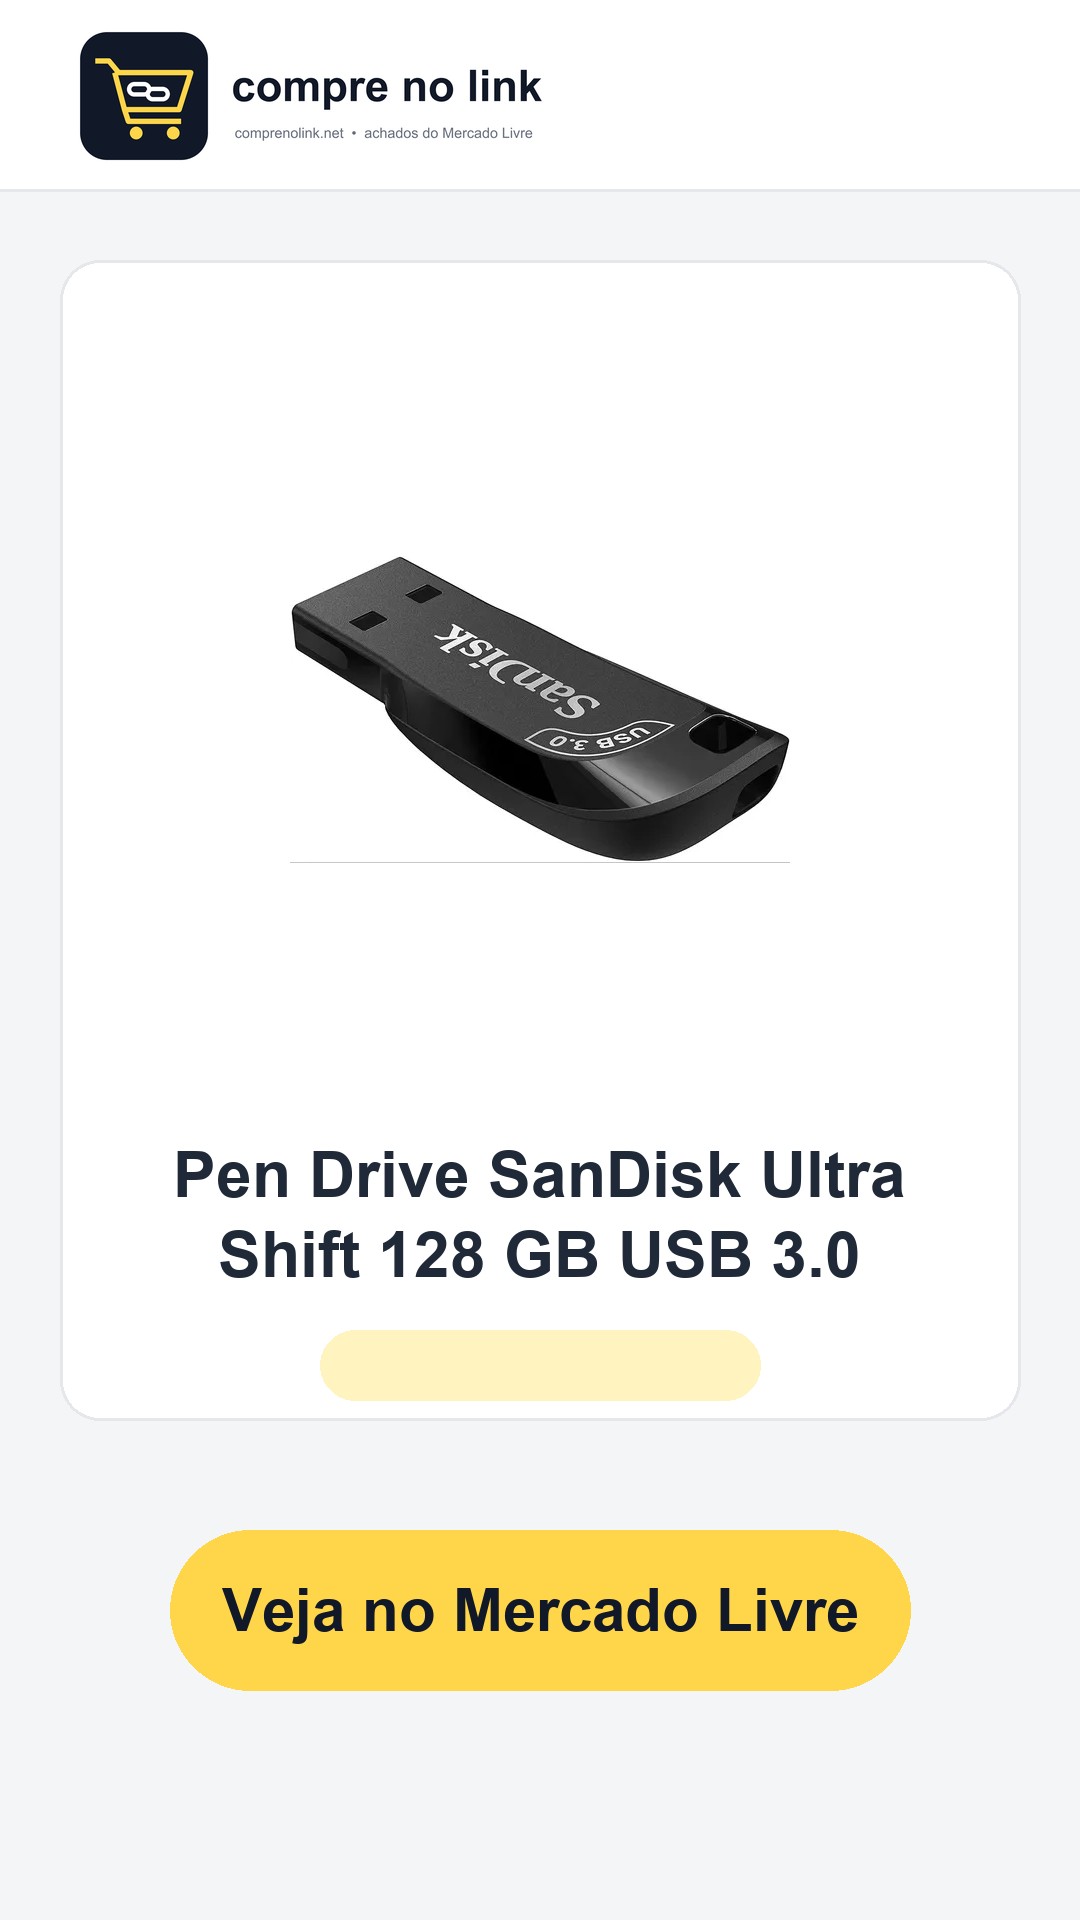 compre no link
comprenolink.net • achados do Mercado Livre
SanDisk
USB 3.0
Pen Drive SanDisk Ultra
Shift 128 GB USB 3.0
Veja no Mercado Livre